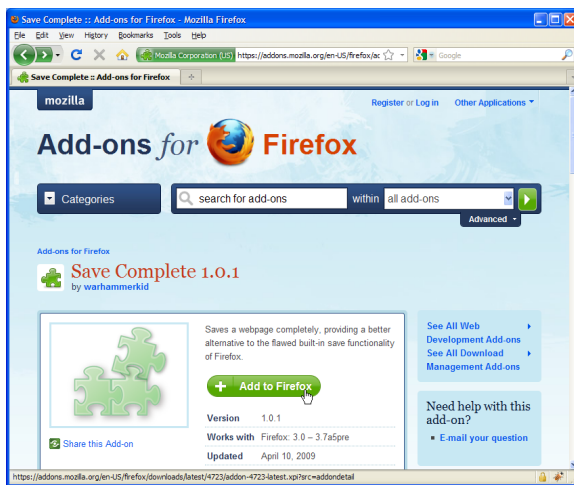 Save Complete :: Add-ons for Firefox - Mozilla Firefox
File Edit View History Bookmarks Tools Help
Mozilla Corporation (US) https://addons.mozilla.org/en-US/firefox/ac Google
Save Complete :: Add-ons for Firefox
mozilla
Register or Log in Other Applications
Add-ons for Firefox
Categories search for add-ons within all add-ons
Advanced
Add-ons for Firefox
Save Complete 1.0.1
by warhammerkid
Saves a webpage completely, providing a better
alternative to the flawed built-in save functionality
of Firefox.
Add to Firefox
Version 1.0.1
Works with Firefox: 3.0 – 3.7a5pre
Updated April 10, 2009
Share this Add-on
See All Web
Development Add-ons
See All Download
Management Add-ons
Need help with this
add-on?
E-mail your question
https://addons.mozilla.org/en-US/firefox/downloads/latest/4723/addon-4723-latest.xpi?src=addondetail